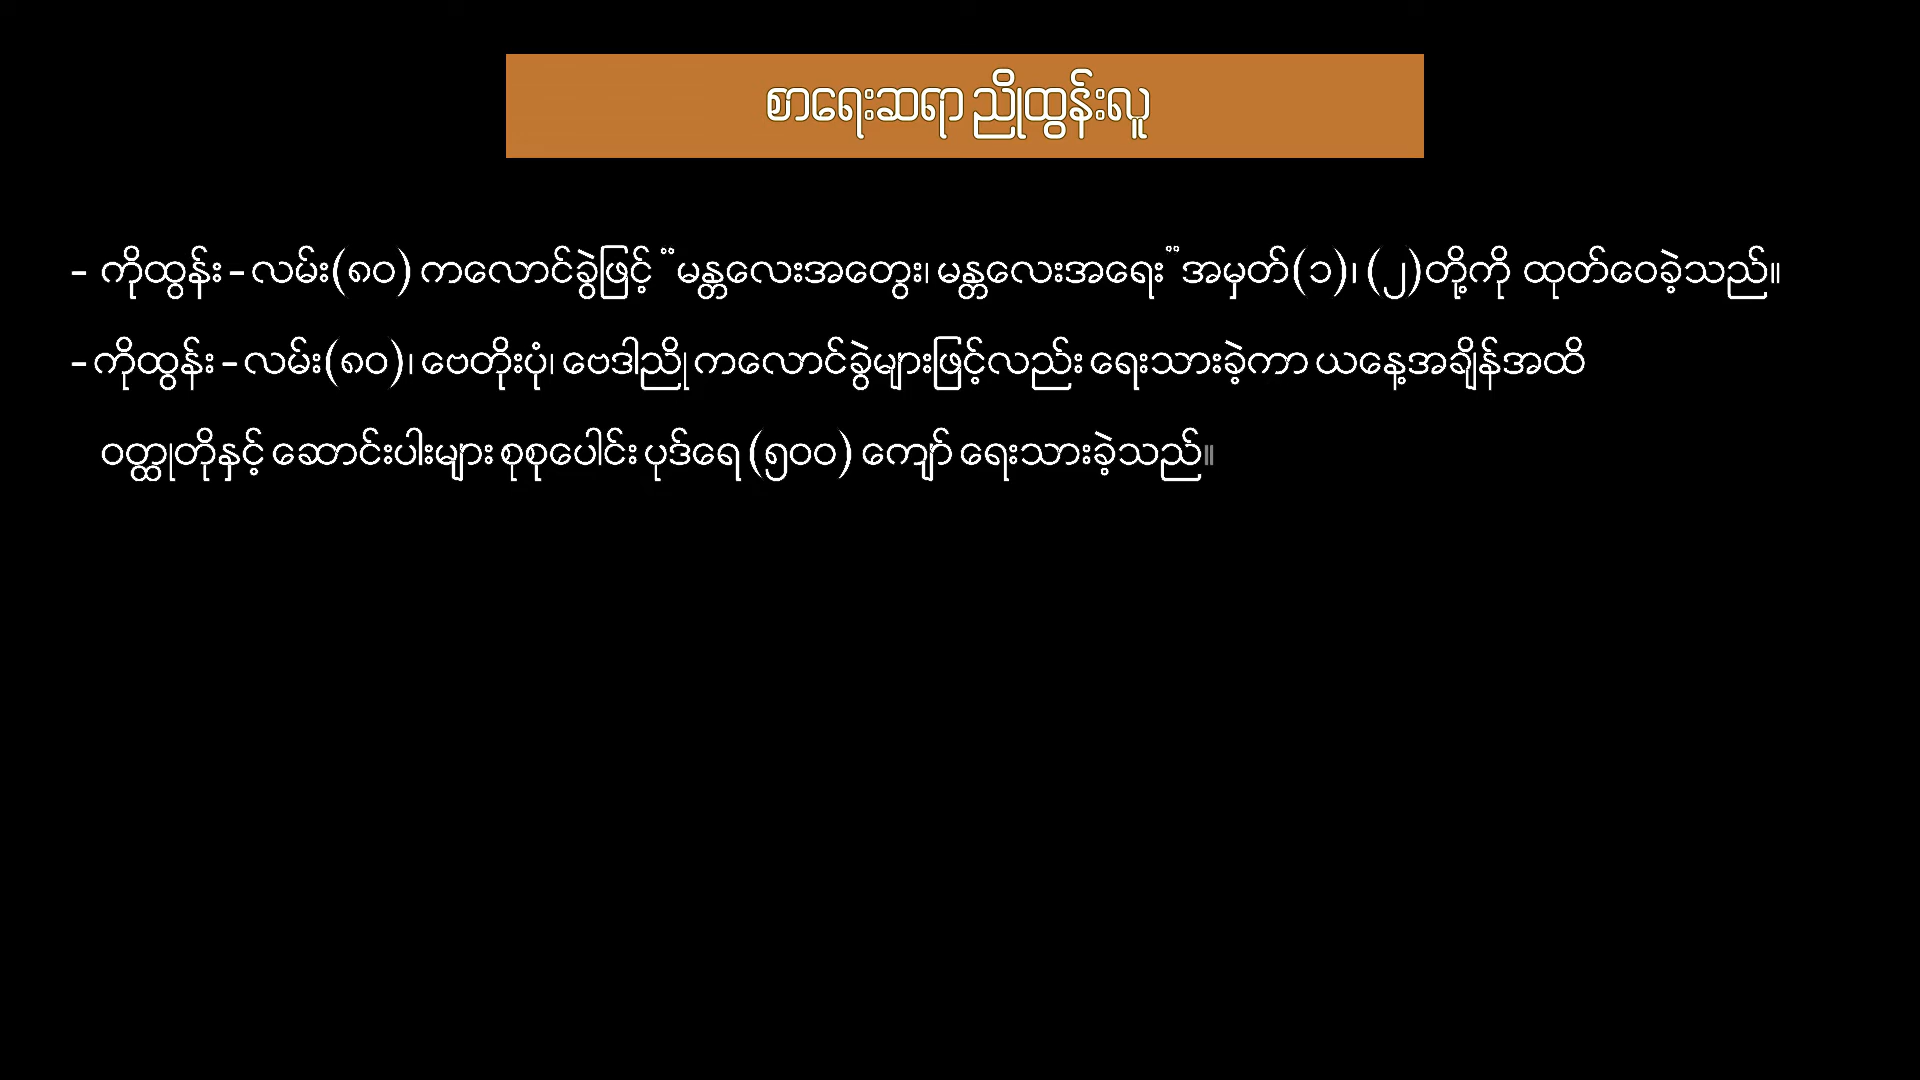 စာရေးဆရာ ညိုထွန်းလူ
- ကိုထွန်း - လမ်း(၈၀) ကလောင်ခွဲဖြင့် “မန္တလေးအတွေး၊ မန္တလေးအရေး” အမှတ်(၁)၊ (၂)တို့ကို ထုတ်ဝေခဲ့သည်။
- ကိုထွန်း - လမ်း(၈၀)၊ ဗေတိုးပုံ၊ ဗေဒါညို ကလောင်ခွဲများဖြင့်လည်း ရေးသားခဲ့ကာ ယနေ့အချိန်အထိ
ဝတ္ထုတိုနှင့် ဆောင်းပါးများ စုစုပေါင်း ပုဒ်ရေ (၅၀၀) ကျော် ရေးသားခဲ့သည်။